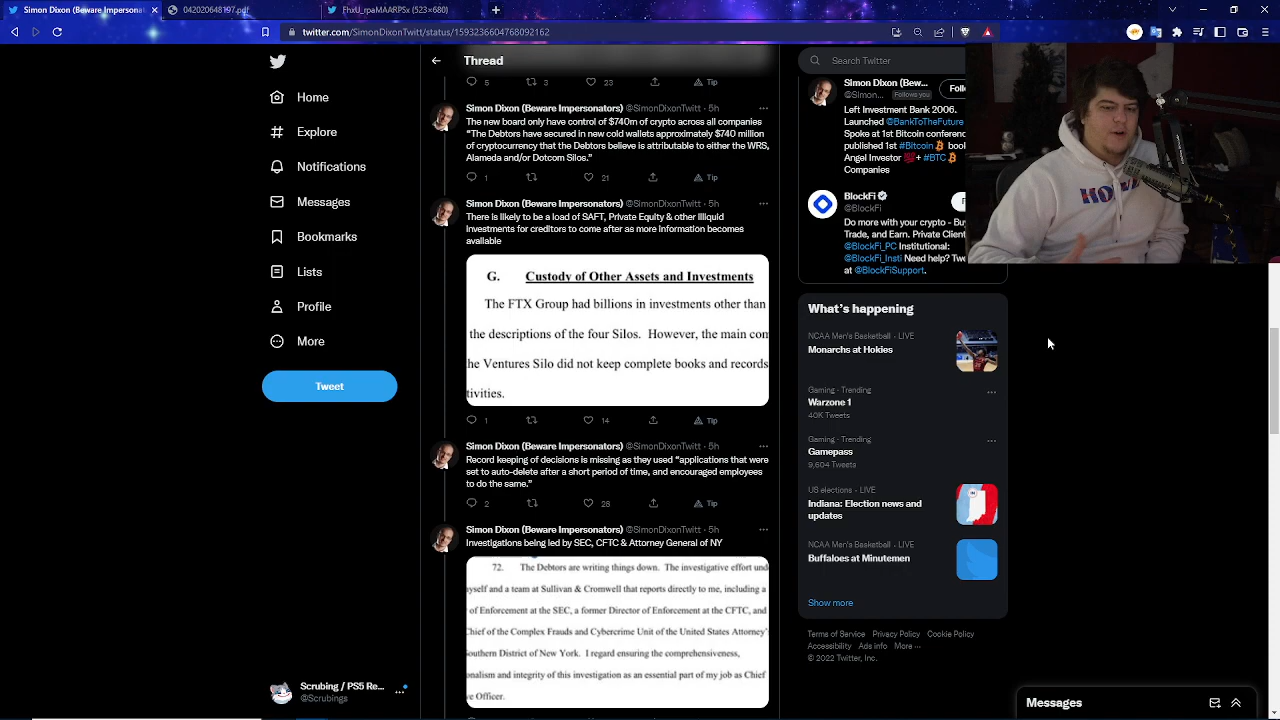 Simon Dixon (Beware Impersonat
042020648197.pdf
FhxU_rpaMAARPSx (523×680)
twitter.com/SimonDixonTwitt/status/1593236604768092162
Home
Explore
Notifications
Messages
Bookmarks
Lists
Profile
More
Tweet
Scrubing / PS5 Re...
@Scrubings
Thread
5 3 23 Tip
Simon Dixon (Beware Impersonators) @SimonDixonTwitt · 5h
The new board only have control of $740m of crypto across all companies
"The Debtors have secured in new cold wallets approximately $740 million
of cryptocurrency that the Debtors believe is attributable to either the WRS,
Alameda and/or Dotcom Silos."
1 21 Tip
Simon Dixon (Beware Impersonators) @SimonDixonTwitt · 5h
There is likely to be a load of SAFT, Private Equity & other Illiquid
Investments for creditors to come after as more information becomes
available
G. Custody of Other Assets and Investments
The FTX Group had billions in investments other than
the descriptions of the four Silos. However, the main com
he Ventures Silo did not keep complete books and records
tivities.
1 14 Tip
Simon Dixon (Beware Impersonators) @SimonDixonTwitt · 5h
Record keeping of decisions is missing as they used "applications that were
set to auto-delete after a short period of time, and encouraged employees
to do the same."
2 25 Tip
Simon Dixon (Beware Impersonators) @SimonDixonTwitt · 5h
Investigations being led by SEC, CFTC & Attorney General of NY
72. The Debtors are writing things down. The investigative effort und
yself and a team at Sullivan & Cromwell that reports directly to me, including a
of Enforcement at the SEC, a former Director of Enforcement at the CFTC, and
Chief of the Complex Frauds and Cybercrime Unit of the United States Attorney'
outhern District of New York. I regard ensuring the comprehensiveness,
onalism and integrity of this investigation as an essential part of my job as Chief
ve Officer.
Search Twitter
Simon Dixon (Bew...
@Simon... Follows you
Follo
Left Investment Bank 2006.
Launched @BankToTheFuture
Spoke at 1st Bitcoin conference
published 1st #Bitcoin book
Angel Investor 💯+ #BTC
Companies
BlockFi
@BlockFi
Do more with your crypto - Buy
Trade, and Earn. Private Client
@BlockFi_PC Institutional:
@BlockFi_Insti Need help? Twe
at @BlockFiSupport.
What's happening
NCAA Men's Basketball · LIVE
Monarchs at Hokies
Gaming · Trending
Warzone 1
40K Tweets
Gaming · Trending
Gamepass
9,604 Tweets
US elections · LIVE
Indiana: Election news and
updates
NCAA Men's Basketball · LIVE
Buffaloes at Minutemen
Show more
Terms of Service Privacy Policy Cookie Policy
Accessibility Ads info More ...
© 2022 Twitter, Inc.
Messages